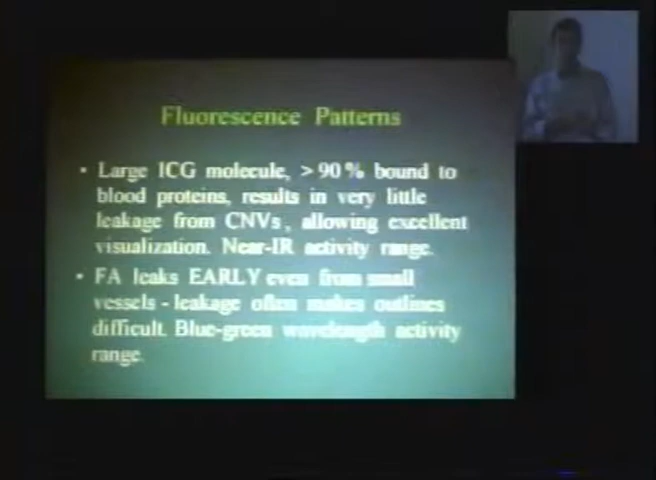 Fluorescence Patterns
• Large ICG molecule, >90% bound to
blood proteins, results in very little
leakage from CNVs, allowing excellent
visualization. Near-IR activity range.
• FA leaks EARLY even from small
vessels - leakage often makes outlines
difficult. Blue-green wavelength activity
range.